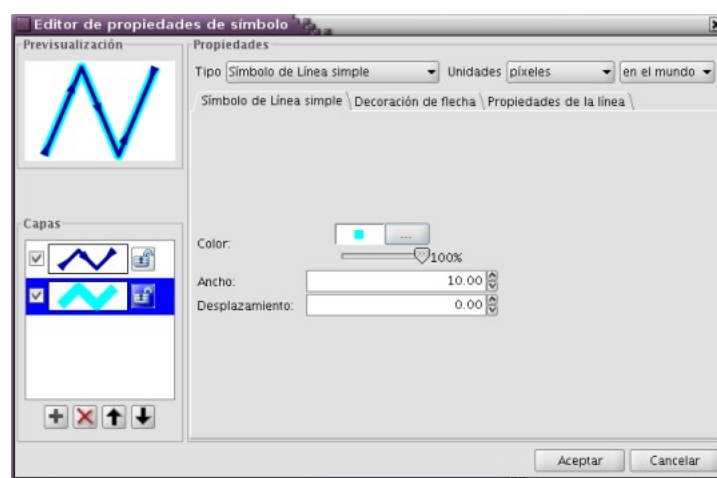 Editor de propiedades de símbolo
Previsualización
Propiedades
Tipo Símbolo de Línea simple Unidades píxeles en el mundo
Símbolo de Línea simple Decoración de flecha Propiedades de la línea
Capas
Color: ...
100%
Ancho: 10.00
Desplazamiento: 0.00
Aceptar Cancelar